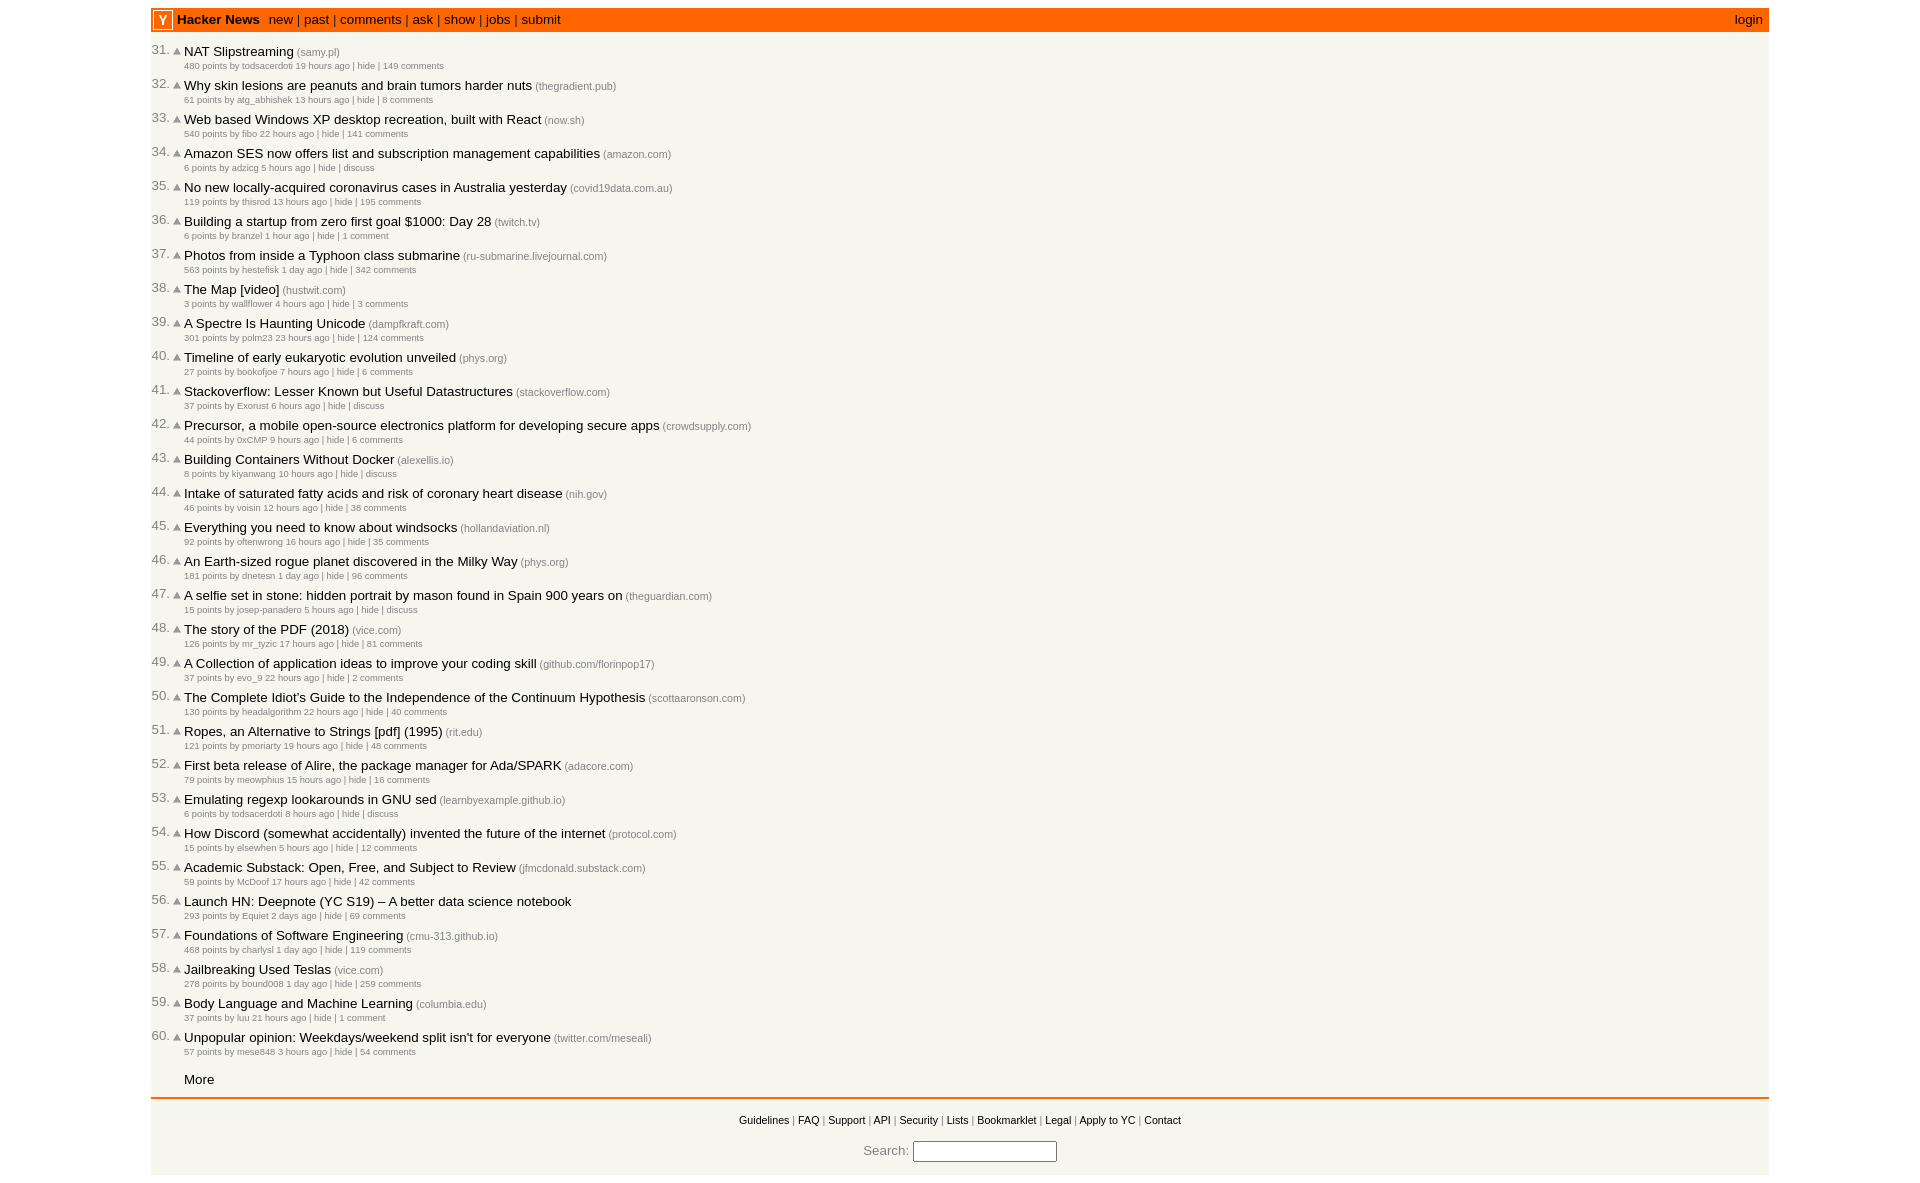 Y Hacker News new | past | comments | ask | show | jobs | submit login
31. NAT Slipstreaming (samy.pl)
480 points by todsacerdoti 19 hours ago | hide | 149 comments
32. Why skin lesions are peanuts and brain tumors harder nuts (thegradient.pub)
61 points by atg_abhishek 13 hours ago | hide | 8 comments
33. Web based Windows XP desktop recreation, built with React (now.sh)
540 points by fibo 22 hours ago | hide | 141 comments
34. Amazon SES now offers list and subscription management capabilities (amazon.com)
6 points by adzicg 5 hours ago | hide | discuss
35. No new locally-acquired coronavirus cases in Australia yesterday (covid19data.com.au)
119 points by thisrod 13 hours ago | hide | 195 comments
36. Building a startup from zero first goal $1000: Day 28 (twitch.tv)
6 points by branzel 1 hour ago | hide | 1 comment
37. Photos from inside a Typhoon class submarine (ru-submarine.livejournal.com)
563 points by hestefisk 1 day ago | hide | 342 comments
38. The Map [video] (hustwit.com)
3 points by wallflower 4 hours ago | hide | 3 comments
39. A Spectre Is Haunting Unicode (dampfkraft.com)
301 points by polm23 23 hours ago | hide | 124 comments
40. Timeline of early eukaryotic evolution unveiled (phys.org)
27 points by bookofjoe 7 hours ago | hide | 6 comments
41. Stackoverflow: Lesser Known but Useful Datastructures (stackoverflow.com)
37 points by Exorust 6 hours ago | hide | discuss
42. Precursor, a mobile open-source electronics platform for developing secure apps (crowdsupply.com)
44 points by 0xCMP 9 hours ago | hide | 6 comments
43. Building Containers Without Docker (alexellis.io)
8 points by kiyanwang 10 hours ago | hide | discuss
44. Intake of saturated fatty acids and risk of coronary heart disease (nih.gov)
46 points by voisin 12 hours ago | hide | 38 comments
45. Everything you need to know about windsocks (hollandaviation.nl)
92 points by oftenwrong 16 hours ago | hide | 35 comments
46. An Earth-sized rogue planet discovered in the Milky Way (phys.org)
181 points by dnetesn 1 day ago | hide | 96 comments
47. A selfie set in stone: hidden portrait by mason found in Spain 900 years on (theguardian.com)
15 points by josep-panadero 5 hours ago | hide | discuss
48. The story of the PDF (2018) (vice.com)
126 points by mr_tyzic 17 hours ago | hide | 81 comments
49. A Collection of application ideas to improve your coding skill (github.com/florinpop17)
37 points by evo_9 22 hours ago | hide | 2 comments
50. The Complete Idiot’s Guide to the Independence of the Continuum Hypothesis (scottaaronson.com)
130 points by headalgorithm 22 hours ago | hide | 40 comments
51. Ropes, an Alternative to Strings [pdf] (1995) (rit.edu)
121 points by pmoriarty 19 hours ago | hide | 48 comments
52. First beta release of Alire, the package manager for Ada/SPARK (adacore.com)
79 points by meowphius 15 hours ago | hide | 16 comments
53. Emulating regexp lookarounds in GNU sed (learnbyexample.github.io)
6 points by todsacerdoti 8 hours ago | hide | discuss
54. How Discord (somewhat accidentally) invented the future of the internet (protocol.com)
15 points by elsewhen 5 hours ago | hide | 12 comments
55. Academic Substack: Open, Free, and Subject to Review (jfmcdonald.substack.com)
59 points by McDoof 17 hours ago | hide | 42 comments
56. Launch HN: Deepnote (YC S19) – A better data science notebook
293 points by Equiet 2 days ago | hide | 69 comments
57. Foundations of Software Engineering (cmu-313.github.io)
468 points by charlysl 1 day ago | hide | 119 comments
58. Jailbreaking Used Teslas (vice.com)
278 points by bound008 1 day ago | hide | 259 comments
59. Body Language and Machine Learning (columbia.edu)
37 points by luu 21 hours ago | hide | 1 comment
60. Unpopular opinion: Weekdays/weekend split isn't for everyone (twitter.com/meseali)
57 points by mese848 3 hours ago | hide | 54 comments
More
Guidelines | FAQ | Support | API | Security | Lists | Bookmarklet | Legal | Apply to YC | Contact
Search: